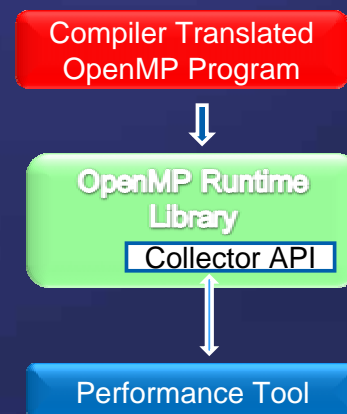 Compiler Translated
OpenMP Program
OpenMP Runtime
Library
Collector API
Performance Tool